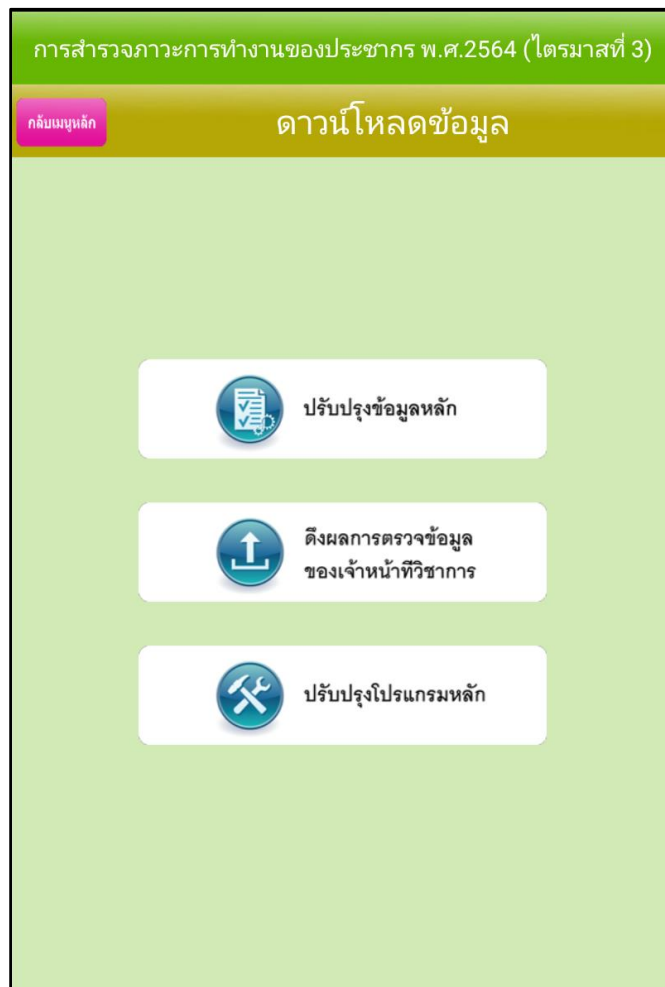 การสำรวจภาวะการทำงานของประชากร พ.ศ.2564 (ไตรมาสที่ 3)
กลับเมนูหลัก
ดาวน์โหลดข้อมูล
ปรับปรุงข้อมูลหลัก
ดึงผลการตรวจข้อมูล
ของเจ้าหน้าที่วิชาการ
ปรับปรุงโปรแกรมหลัก